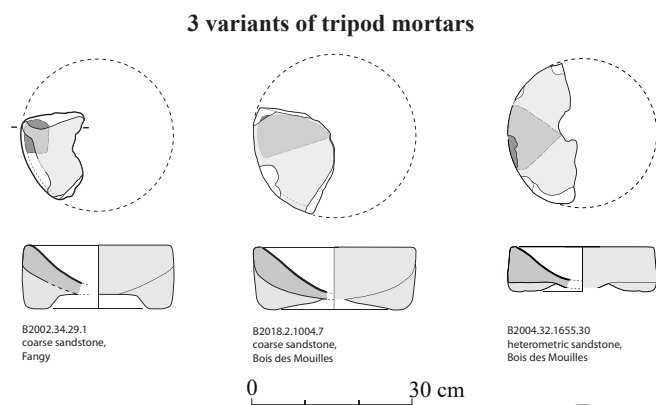 3 variants of tripod mortars
B2002.34.29.1
coarse sandstone,
Fangy
B2018.2.1004.7
coarse sandstone,
Bois des Mouilles
B2004.32.1655.30
heterometric sandstone,
Bois des Mouilles
0 30 cm